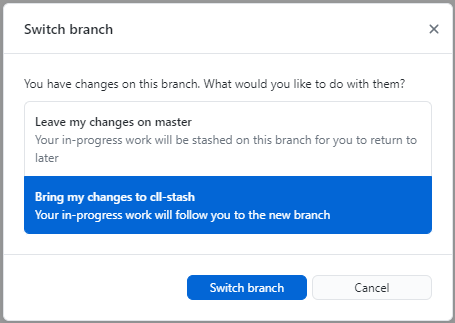 Switch branch
You have changes on this branch. What would you like to do with them?
Leave my changes on master
Your in-progress work will be stashed on this branch for you to return to
later
Bring my changes to cll-stash
Your in-progress work will follow you to the new branch
Switch branch
Cancel